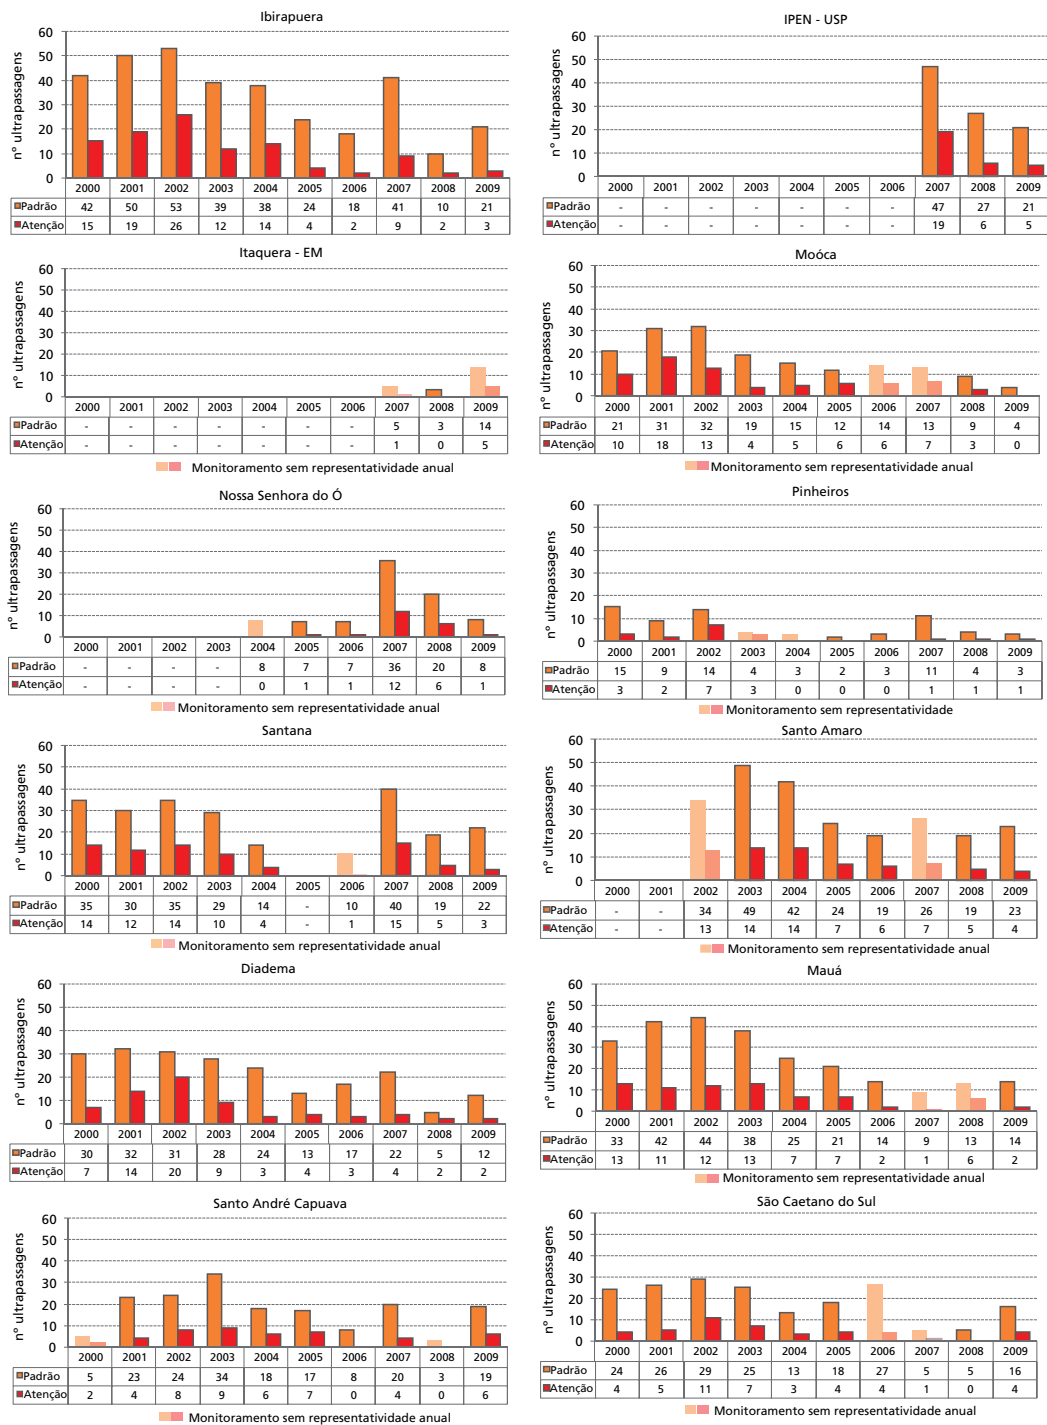 Ibirapuera
nº ultrapassagens
60
50
40
30
20
10
0
2000 2001 2002 2003 2004 2005 2006 2007 2008 2009
Padrão 42 50 53 39 38 24 18 41 10 21
Atenção 15 19 26 12 14 4 2 9 2 3
IPEN - USP
nº ultrapassagens
60
50
40
30
20
10
0
2000 2001 2002 2003 2004 2005 2006 2007 2008 2009
Padrão - - - - - - - 47 27 21
Atenção - - - - - - - 19 6 5
Itaquera - EM
nº ultrapassagens
60
50
40
30
20
10
0
2000 2001 2002 2003 2004 2005 2006 2007 2008 2009
Padrão - - - - - - - 5 3 14
Atenção - - - - - - - 1 0 5
Monitoramento sem representatividade anual
Moóca
nº ultrapassagens
60
50
40
30
20
10
0
2000 2001 2002 2003 2004 2005 2006 2007 2008 2009
Padrão 21 31 32 19 15 12 14 13 9 4
Atenção 10 18 13 4 5 6 6 7 3 0
Monitoramento sem representatividade anual
Nossa Senhora do Ó
nº ultrapassagens
60
50
40
30
20
10
0
2000 2001 2002 2003 2004 2005 2006 2007 2008 2009
Padrão - - - - 8 7 7 36 20 8
Atenção - - - - 0 1 1 12 6 1
Monitoramento sem representatividade anual
Pinheiros
nº ultrapassagens
60
50
40
30
20
10
0
2000 2001 2002 2003 2004 2005 2006 2007 2008 2009
Padrão 15 9 14 4 3 2 3 11 4 3
Atenção 3 2 7 3 0 0 0 1 1 1
Monitoramento sem representatividade
Santana
nº ultrapassagens
60
50
40
30
20
10
0
2000 2001 2002 2003 2004 2005 2006 2007 2008 2009
Padrão 35 30 35 29 14 - 10 40 19 22
Atenção 14 12 14 10 4 - 1 15 5 3
Monitoramento sem representatividade anual
Santo Amaro
nº ultrapassagens
60
50
40
30
20
10
0
2000 2001 2002 2003 2004 2005 2006 2007 2008 2009
Padrão - - 34 49 42 24 19 26 19 23
Atenção - - 13 14 14 7 6 7 5 4
Monitoramento sem representatividade anual
Diadema
nº ultrapassagens
60
50
40
30
20
10
0
2000 2001 2002 2003 2004 2005 2006 2007 2008 2009
Padrão 30 32 31 28 24 13 17 22 5 12
Atenção 7 14 20 9 3 4 3 4 2 2
Mauá
nº ultrapassagens
60
50
40
30
20
10
0
2000 2001 2002 2003 2004 2005 2006 2007 2008 2009
Padrão 33 42 44 38 25 21 14 9 13 14
Atenção 13 11 12 13 7 7 2 1 6 2
Monitoramento sem representatividade anual
Santo André Capuava
nº ultrapassagens
60
50
40
30
20
10
0
2000 2001 2002 2003 2004 2005 2006 2007 2008 2009
Padrão 5 23 24 34 18 17 8 20 3 19
Atenção 2 4 8 9 6 7 0 4 0 6
Monitoramento sem representatividade anual
São Caetano do Sul
nº ultrapassagens
60
50
40
30
20
10
0
2000 2001 2002 2003 2004 2005 2006 2007 2008 2009
Padrão 24 26 29 25 13 18 27 5 5 16
Atenção 4 5 11 7 3 4 4 1 0 4
Monitoramento sem representatividade anual